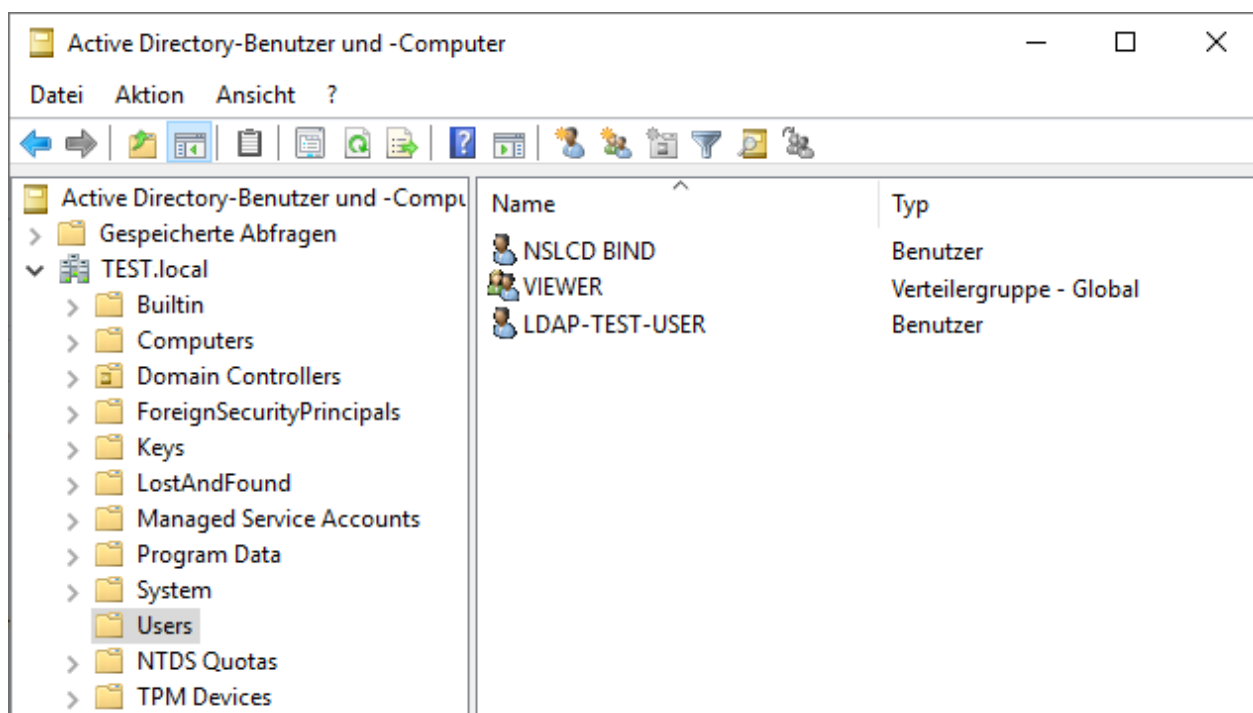 Active Directory-Benutzer und -Computer
Datei Aktion Ansicht ?
Active Directory-Benutzer und -Compu
Gespeicherte Abfragen
TEST.local
Builtin
Computers
Domain Controllers
ForeignSecurityPrincipals
Keys
LostAndFound
Managed Service Accounts
Program Data
System
Users
NTDS Quotas
TPM Devices
Name Typ
NSLCD BIND Benutzer
VIEWER Verteilergruppe - Global
LDAP-TEST-USER Benutzer